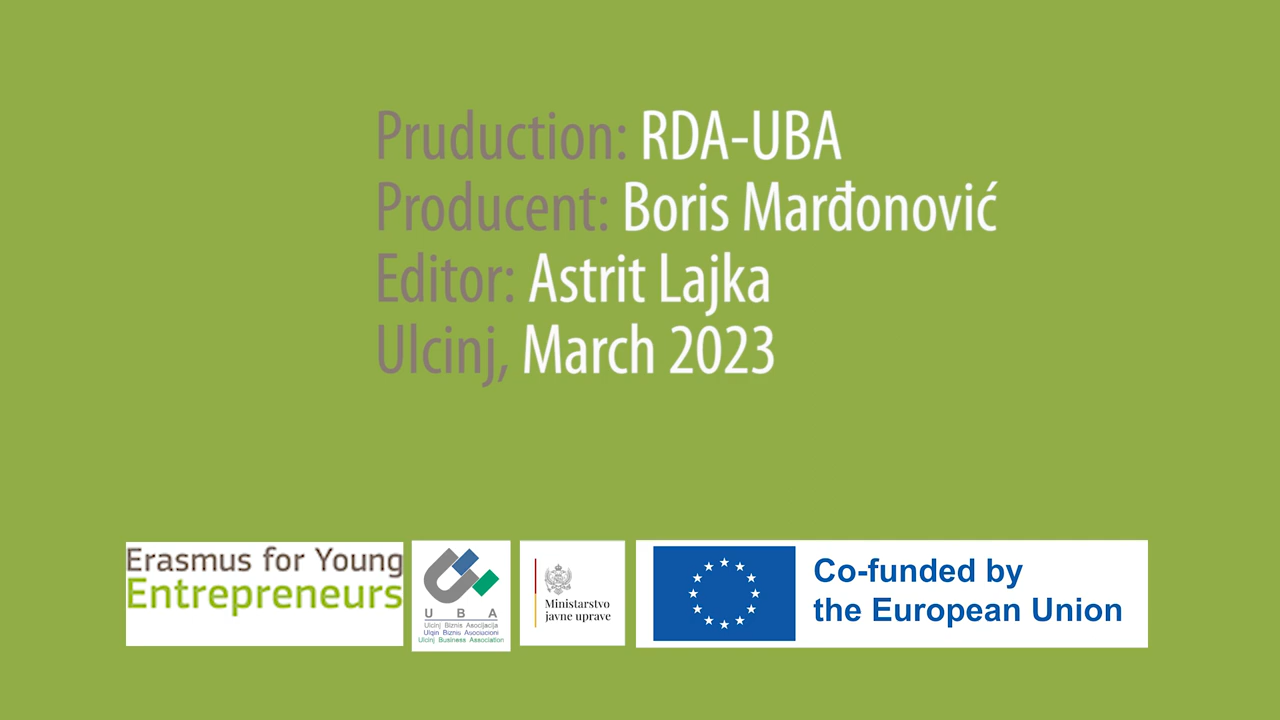 Pruduction: RDA-UBA
Producent: Boris Marđonović
Editor: Astrit Lajka
Ulcinj, March 2023
Erasmus for Young
Entrepreneurs
U B A
Ulcinj Biznis Asocijacija
Ulqin Biznis Asociacioni
Ulcinj Business Association
Ministarstvo
javne uprave
Co-funded by
the European Union